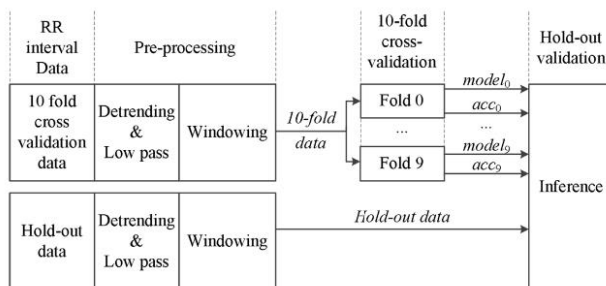 RR
interval
Data
Pre-processing
10-fold
cross-
validation
Hold-out
validation
10 fold
cross
validation
data
Detrending
&
Low pass
Windowing
10-fold
data
Fold 0
...
Fold 9
model₀
acc₀
...
model₉
acc₉
Inference
Hold-out
data
Detrending
&
Low pass
Windowing
Hold-out data